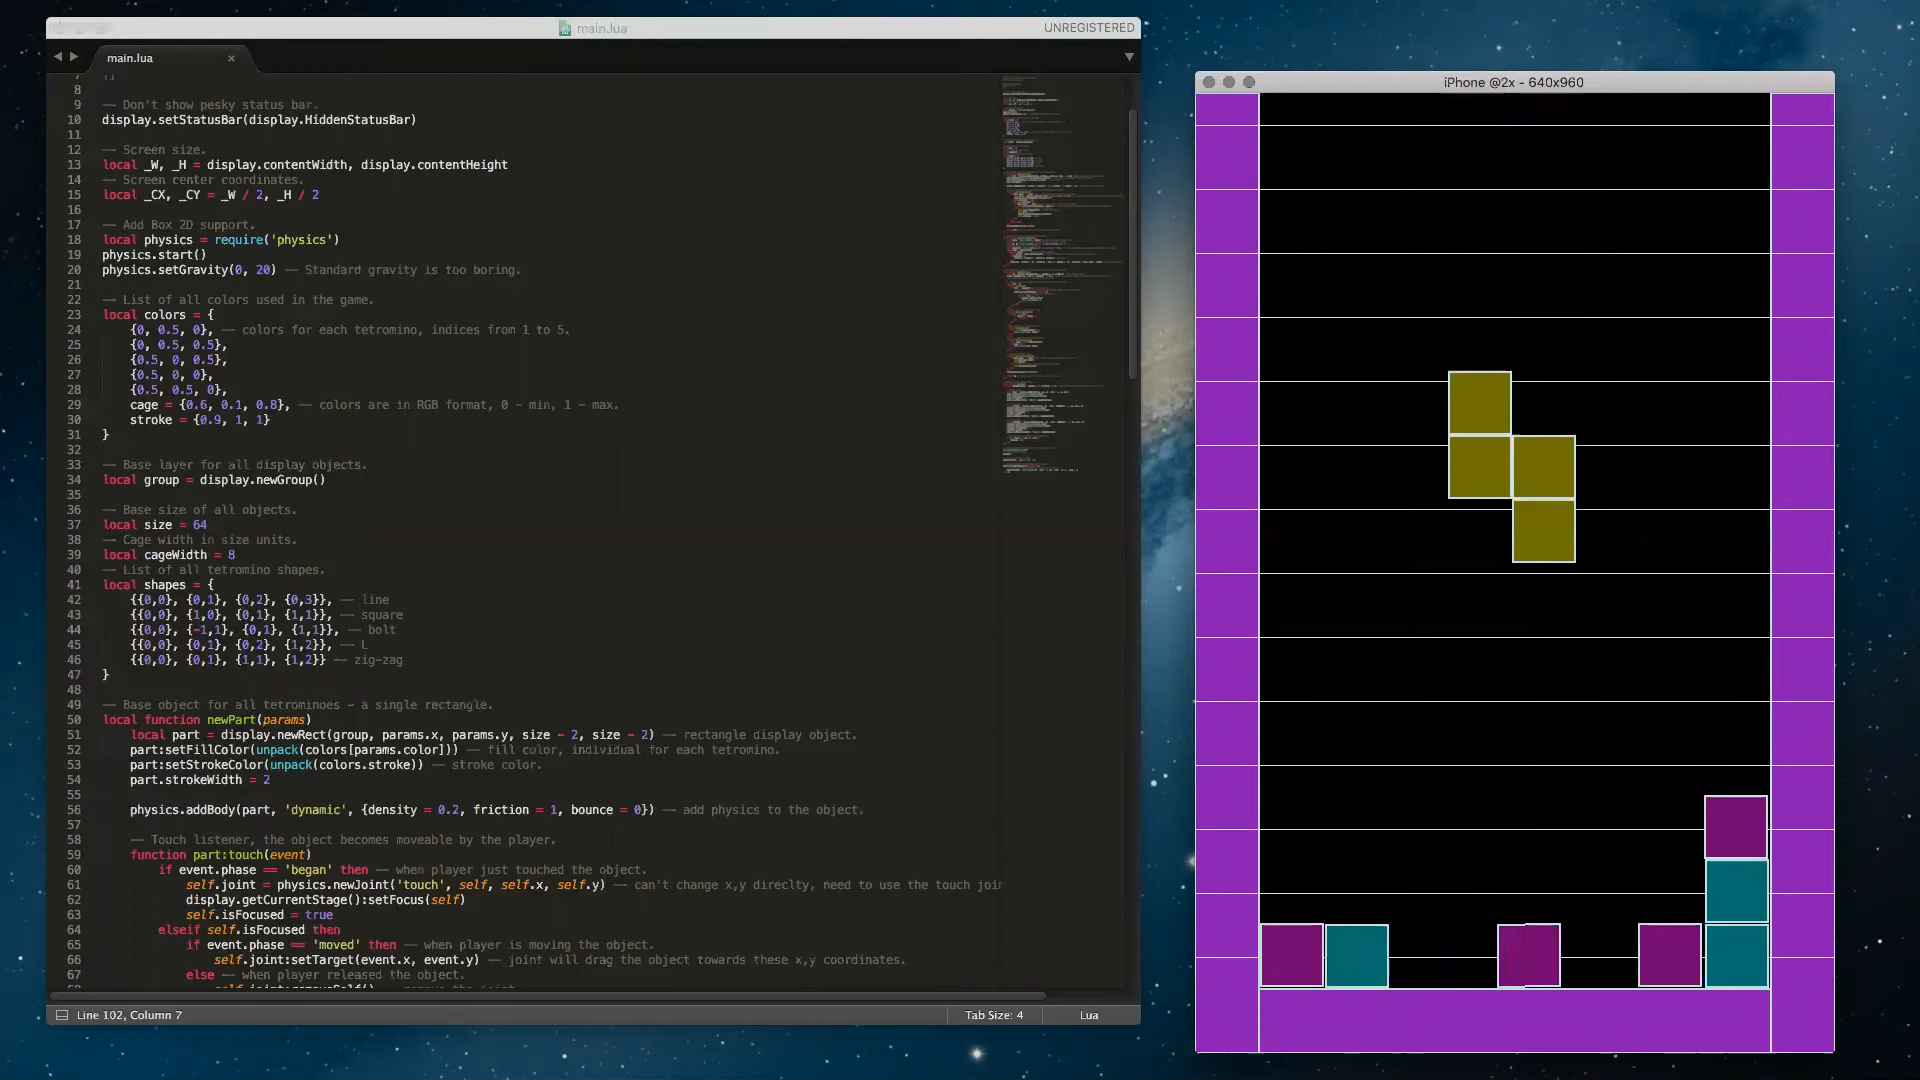 main.lua
UNREGISTERED
main.lua
8
9 -- Don't show pesky status bar.
10 display.setStatusBar(display.HiddenStatusBar)
11
12 -- Screen size.
13 local _W, _H = display.contentWidth, display.contentHeight
14 -- Screen center coordinates.
15 local _CX, _CY = _W / 2, _H / 2
16
17 -- Add Box 2D support.
18 local physics = require('physics')
19 physics.start()
20 physics.setGravity(0, 20) -- Standard gravity is too boring.
21
22 -- List of all colors used in the game.
23 local colors = {
24 {0, 0.5, 0}, -- colors for each tetromino, indices from 1 to 5.
25 {0, 0.5, 0.5},
26 {0.5, 0, 0.5},
27 {0.5, 0, 0},
28 {0.5, 0.5, 0},
29 cage = {0.6, 0.1, 0.8}, -- colors are in RGB format, 0 - min, 1 - max.
30 stroke = {0.9, 1, 1}
31 }
32
33 -- Base layer for all display objects.
34 local group = display.newGroup()
35
36 -- Base size of all objects.
37 local size = 64
38 -- Cage width in size units.
39 local cageWidth = 8
40 -- List of all tetromino shapes.
41 local shapes = {
42 {{0,0}, {0,1}, {0,2}, {0,3}}, -- line
43 {{0,0}, {1,0}, {0,1}, {1,1}}, -- square
44 {{0,0}, {-1,1}, {0,1}, {1,1}}, -- bolt
45 {{0,0}, {0,1}, {0,2}, {1,2}}, -- L
46 {{0,0}, {0,1}, {1,1}, {1,2}} -- zig-zag
47 }
48
49 -- Base object for all tetrominoes - a single rectangle.
50 local function newPart(params)
51 local part = display.newRect(group, params.x, params.y, size - 2, size - 2) -- rectangle display object.
52 part:setFillColor(unpack(colors[params.color])) -- fill color, individual for each tetromino.
53 part:setStrokeColor(unpack(colors.stroke)) -- stroke color.
54 part.strokeWidth = 2
55
56 physics.addBody(part, 'dynamic', {density = 0.2, friction = 1, bounce = 0}) -- add physics to the object.
57
58 -- Touch listener, the object becomes moveable by the player.
59 function part:touch(event)
60 if event.phase == 'began' then -- when player just touched the object.
61 self.joint = physics.newJoint('touch', self, self.x, self.y) -- can't change x,y direclty, need to use the touch join
62 display.getCurrentStage():setFocus(self)
63 self.isFocused = true
64 elseif self.isFocused then
65 if event.phase == 'moved' then -- when player is moving the object.
66 self.joint:setTarget(event.x, event.y) -- joint will drag the object towards these x,y coordinates.
67 else -- when player released the object.
Line 102, Column 7
Tab Size: 4
Lua
iPhone @2x - 640x960